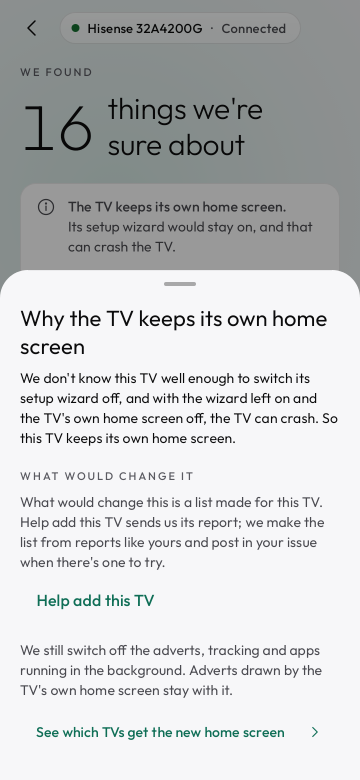 Hisense 32A4200G · Connected
WE FOUND
16 things we're
sure about
The TV keeps its own home screen.
Its setup wizard would stay on, and that
can crash the TV.
Why the TV keeps its own home
screen
We don't know this TV well enough to switch its
setup wizard off, and with the wizard left on and
the TV's own home screen off, the TV can crash. So
this TV keeps its own home screen.
WHAT WOULD CHANGE IT
What would change this is a list made for this TV.
Help add this TV sends us its report; we make the
list from reports like yours and post in your issue
when there's one to try.
Help add this TV
We still switch off the adverts, tracking and apps
running in the background. Adverts drawn by the
TV's own home screen stay with it.
See which TVs get the new home screen